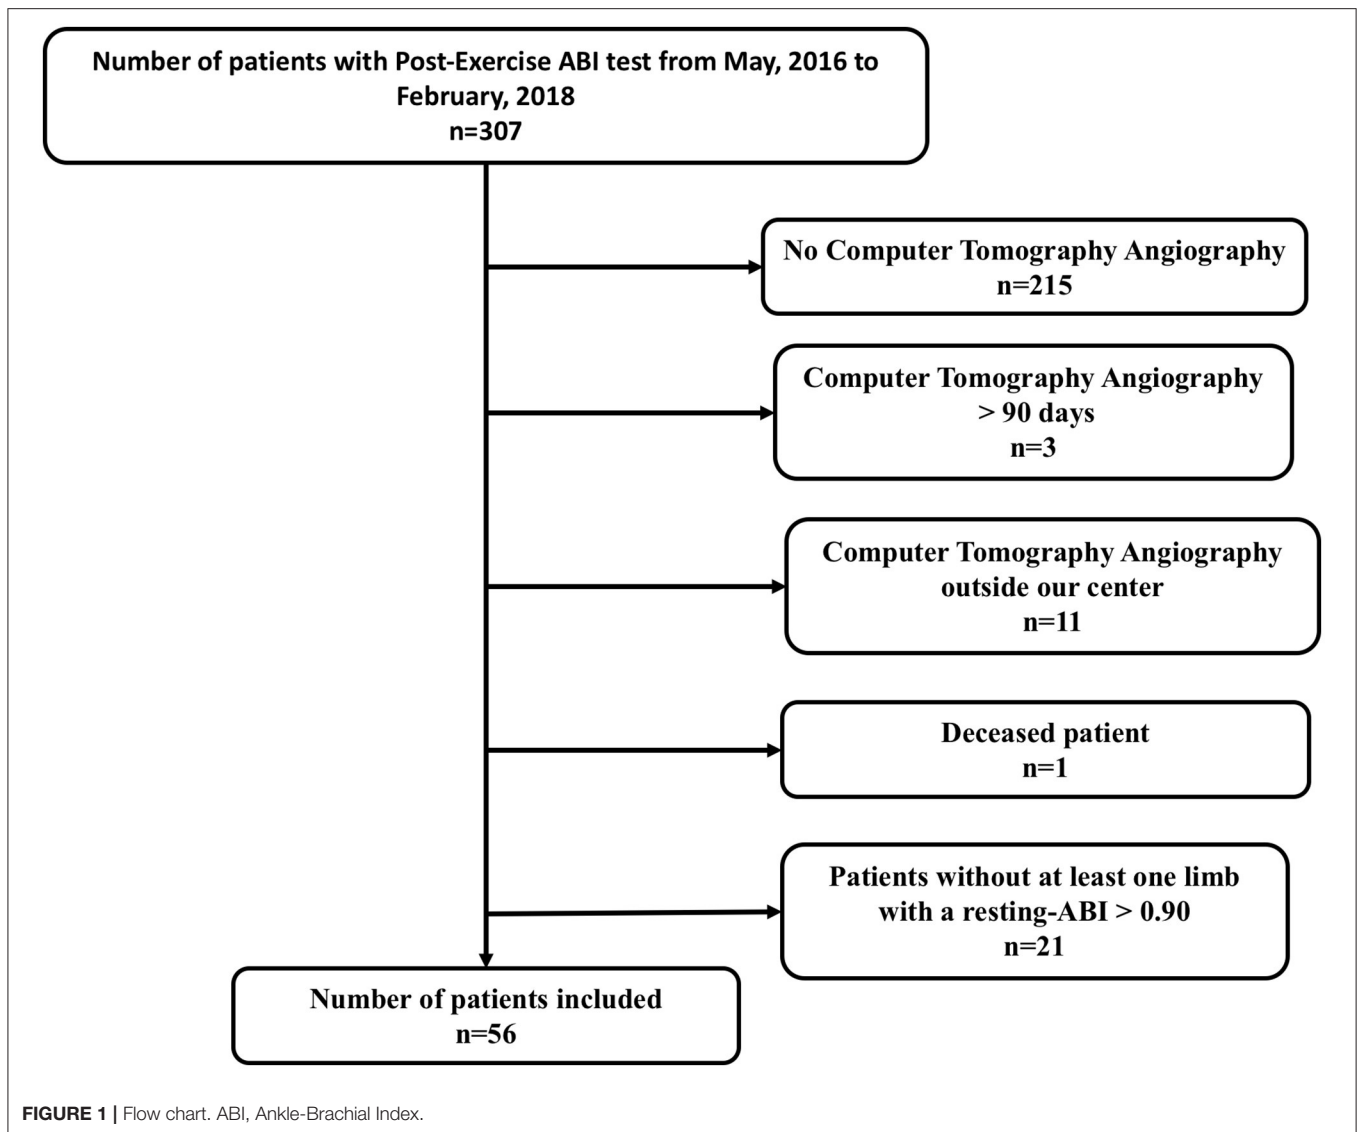 Number of patients with Post-Exercise ABI test from May, 2016 to
February, 2018
n=307
No Computer Tomography Angiography
n=215
Computer Tomography Angiography
> 90 days
n=3
Computer Tomography Angiography
outside our center
n=11
Deceased patient
n=1
Patients without at least one limb
with a resting-ABI > 0.90
n=21
Number of patients included
n=56
FIGURE 1 | Flow chart. ABI, Ankle-Brachial Index.